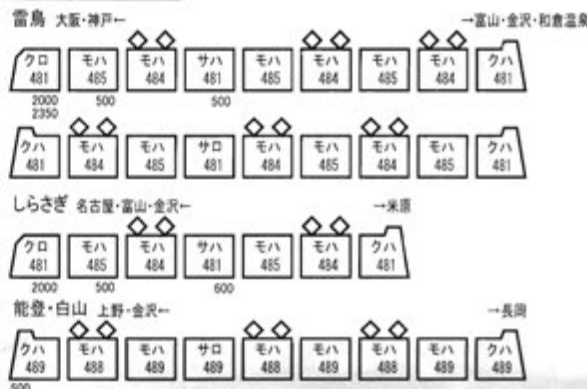 雷鳥 大阪・神戸← →富山・金沢・和倉温泉
クロ モハ モハ サハ モハ モハ モハ モハ クハ
481 485 484 481 485 484 485 484 481
2000 500 500
2350
クハ モハ モハ サロ モハ モハ モハ モハ クハ
481 484 485 481 484 485 484 485 481
しらさぎ 名古屋・富山・金沢← →米原
クロ モハ モハ サハ モハ モハ クハ
481 485 484 481 485 484 481
2000 500 600
能登・白山 上野・金沢← →長岡
クハ モハ モハ サロ モハ モハ モハ モハ クハ
489 488 489 489 488 489 488 489 489
500